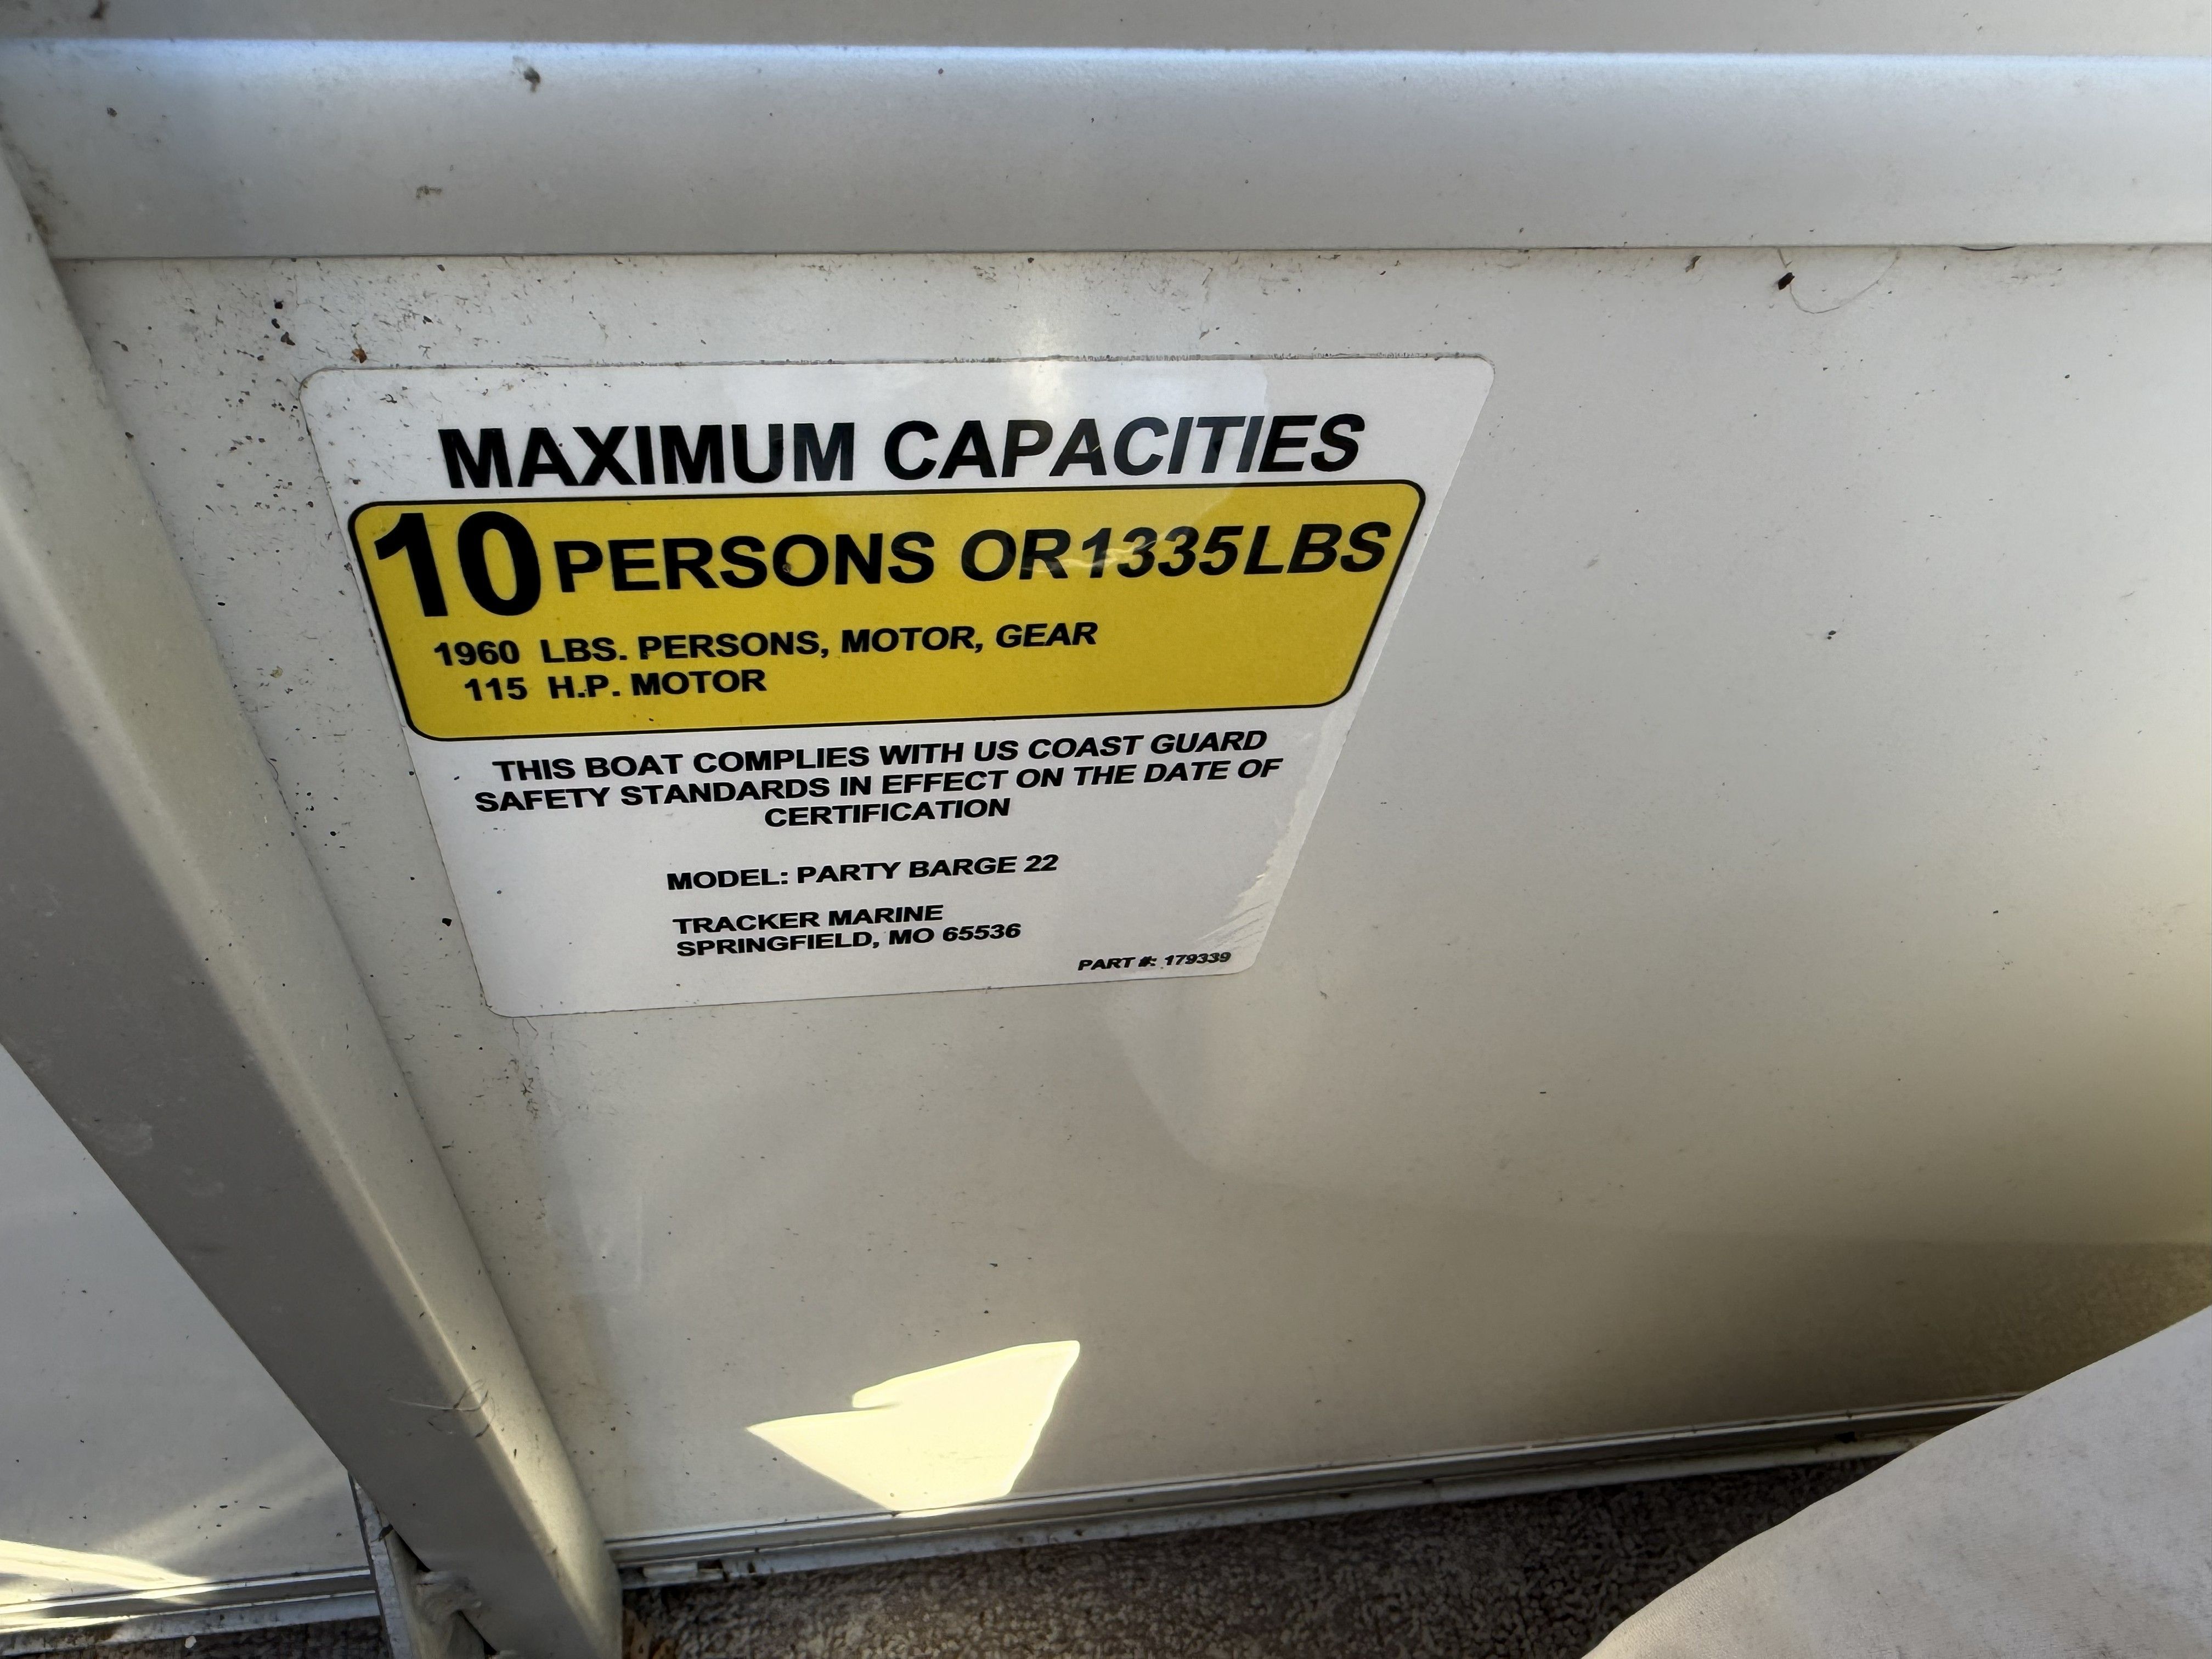 MAXIMUM CAPACITIES
10 PERSONS OR 1335 LBS
1960 LBS. PERSONS, MOTOR, GEAR
115 H.P. MOTOR
THIS BOAT COMPLIES WITH US COAST GUARD
SAFETY STANDARDS IN EFFECT ON THE DATE OF
CERTIFICATION
MODEL: PARTY BARGE 22
TRACKER MARINE
SPRINGFIELD, MO 65536
PART #: 179339